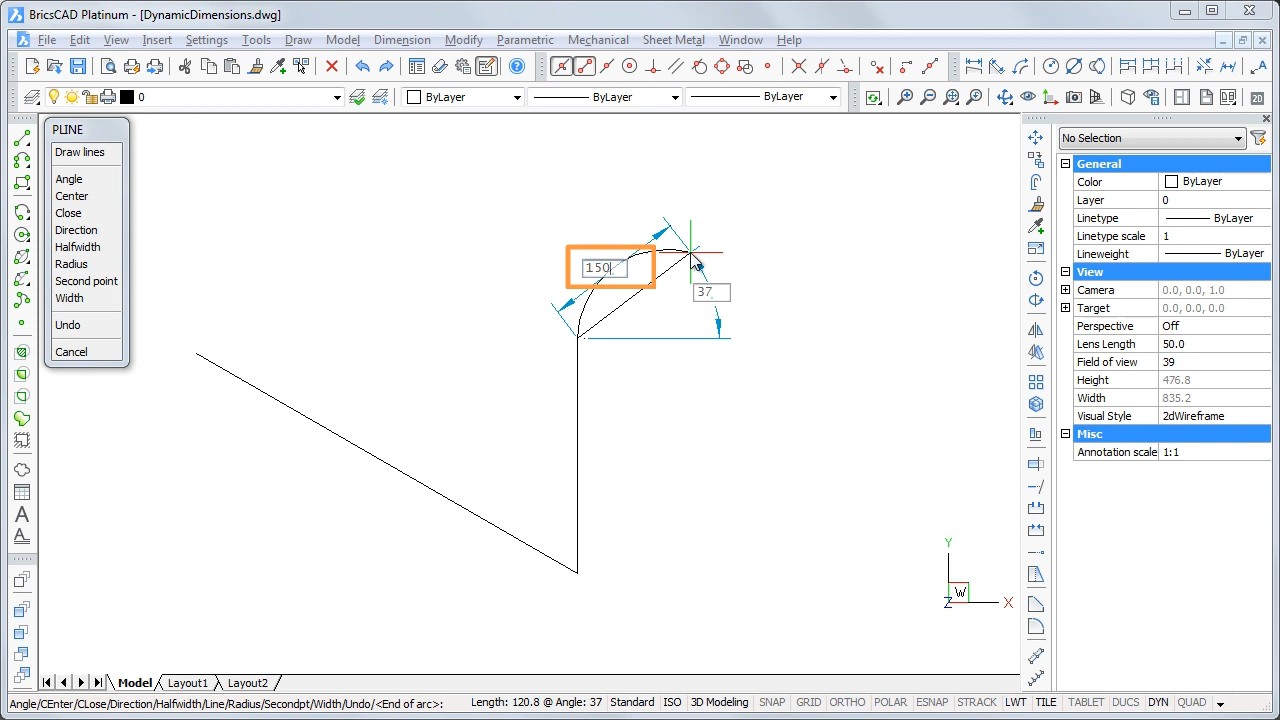 BricsCAD Platinum - [DynamicDimensions.dwg]
File Edit View Insert Settings Tools Draw Model Dimension Modify Parametric Mechanical Sheet Metal Window Help
0 ByLayer ByLayer ByLayer 2D
PLINE
Draw lines
Angle
Center
Close
Direction
Halfwidth
Radius
Second point
Width
Undo
Cancel
150
37
Y
W
Z X
No Selection
General
Color ByLayer
Layer 0
Linetype ByLayer
Linetype scale 1
Lineweight ByLayer
View
Camera 0.0, 0.0, 1.0
Target 0.0, 0.0, 0.0
Perspective Off
Lens Length 50.0
Field of view 39
Height 476.8
Width 835.2
Visual Style 2dWireframe
Misc
Annotation scale 1:1
Model Layout1 Layout2
Angle/CEnter/CLose/Direction/Halfwidth/Line/Radius/Secondpt/Width/Undo/<End of arc>: Length: 120.8 @ Angle: 37 Standard ISO 3D Modeling SNAP GRID ORTHO POLAR ESNAP STRACK LWT TILE TABLET DUCS DYN QUAD